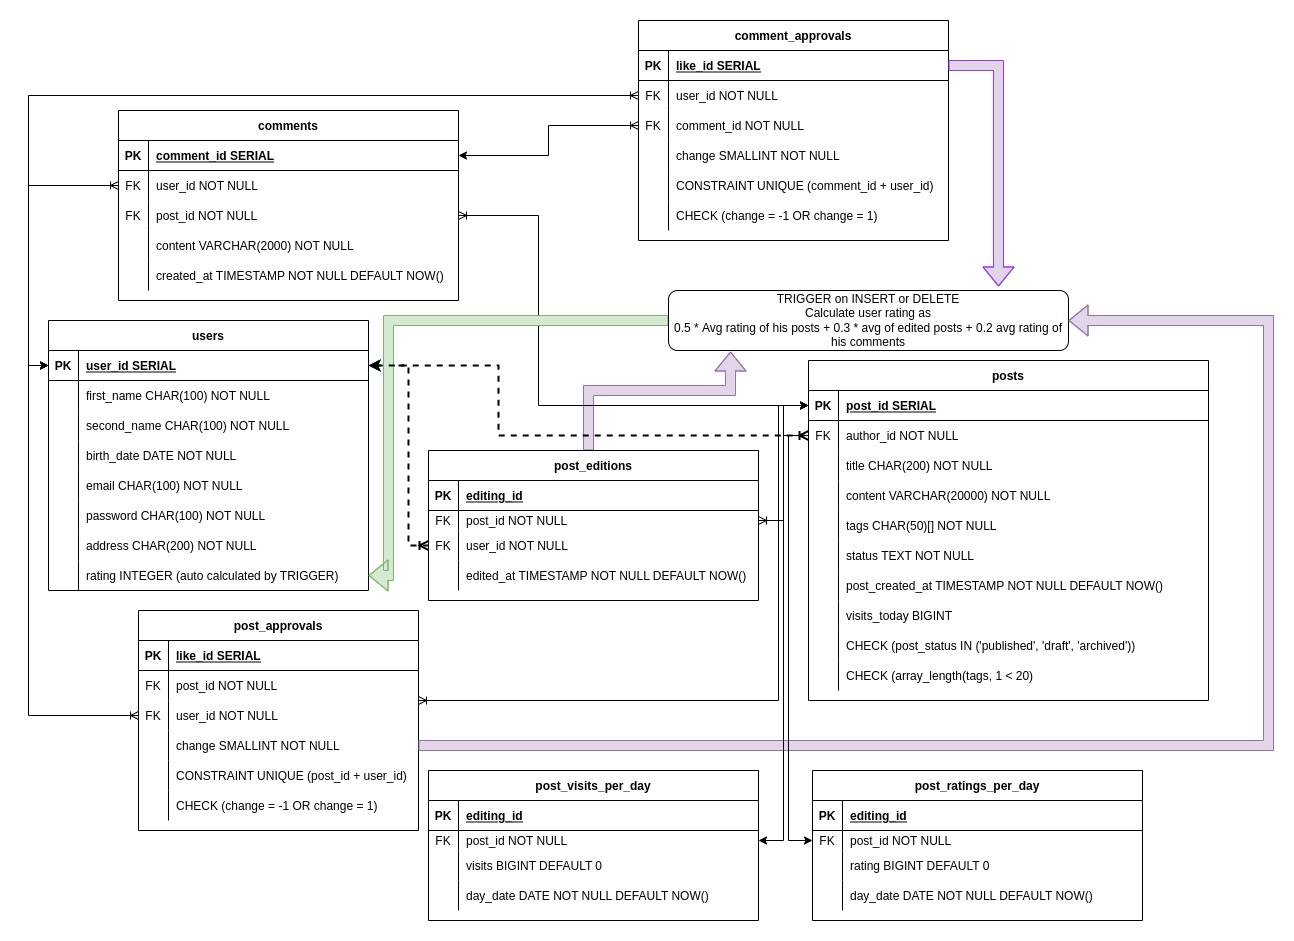 comment_approvals
PK like_id SERIAL
FK user_id NOT NULL
FK comment_id NOT NULL
change SMALLINT NOT NULL
CONSTRAINT UNIQUE (comment_id + user_id)
CHECK (change = -1 OR change = 1)
comments
PK comment_id SERIAL
FK user_id NOT NULL
FK post_id NOT NULL
content VARCHAR(2000) NOT NULL
created_at TIMESTAMP NOT NULL DEFAULT NOW()
TRIGGER on INSERT or DELETE
Calculate user rating as
0.5 * Avg rating of his posts + 0.3 * avg of edited posts + 0.2 avg rating of
his comments
users
PK user_id SERIAL
first_name CHAR(100) NOT NULL
second_name CHAR(100) NOT NULL
birth_date DATE NOT NULL
email CHAR(100) NOT NULL
password CHAR(100) NOT NULL
address CHAR(200) NOT NULL
rating INTEGER (auto calculated by TRIGGER)
posts
PK post_id SERIAL
FK author_id NOT NULL
title CHAR(200) NOT NULL
content VARCHAR(20000) NOT NULL
tags CHAR(50)[] NOT NULL
status TEXT NOT NULL
post_created_at TIMESTAMP NOT NULL DEFAULT NOW()
visits_today BIGINT
CHECK (post_status IN ('published', 'draft', 'archived'))
CHECK (array_length(tags, 1 < 20)
post_editions
PK editing_id
FK post_id NOT NULL
FK user_id NOT NULL
edited_at TIMESTAMP NOT NULL DEFAULT NOW()
post_approvals
PK like_id SERIAL
FK post_id NOT NULL
FK user_id NOT NULL
change SMALLINT NOT NULL
CONSTRAINT UNIQUE (post_id + user_id)
CHECK (change = -1 OR change = 1)
post_visits_per_day
PK editing_id
FK post_id NOT NULL
visits BIGINT DEFAULT 0
day_date DATE NOT NULL DEFAULT NOW()
post_ratings_per_day
PK editing_id
FK post_id NOT NULL
rating BIGINT DEFAULT 0
day_date DATE NOT NULL DEFAULT NOW()